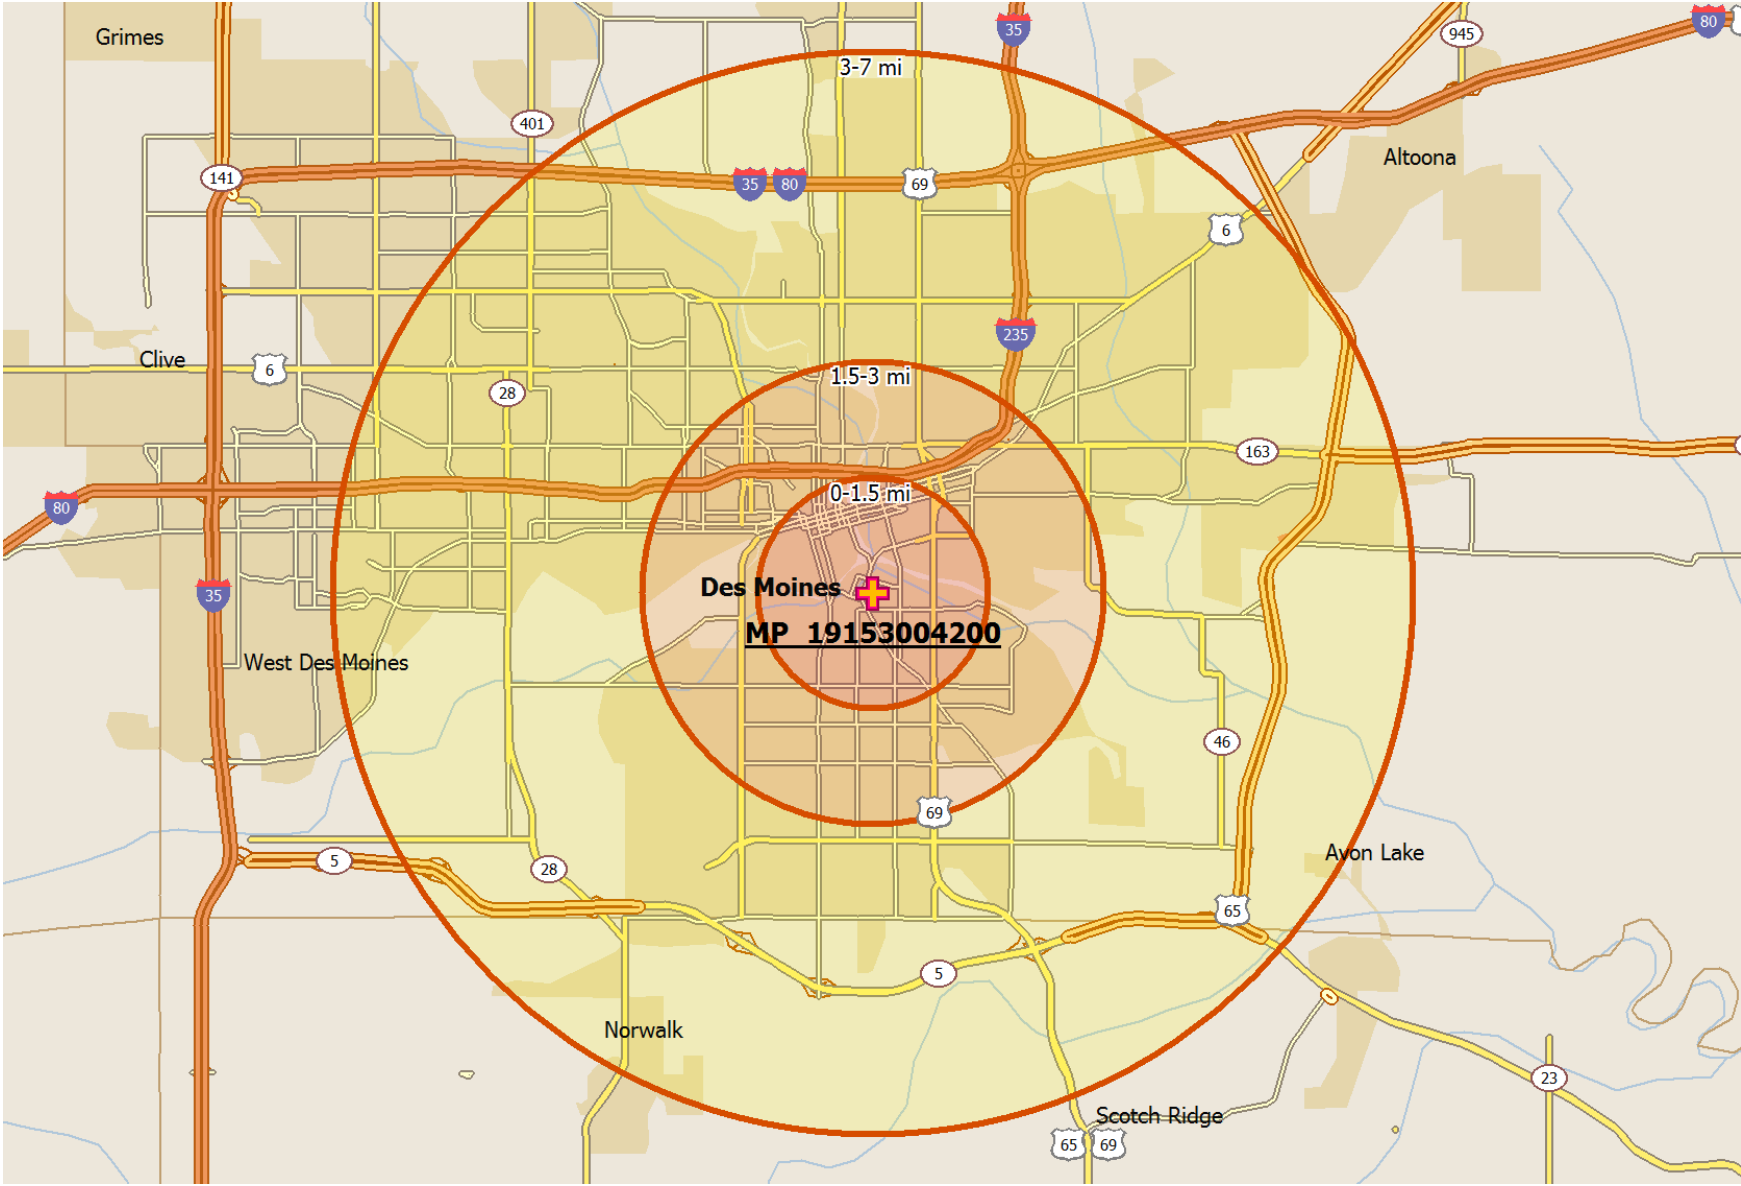 Grimes
35
80
945
3-7 mi
401
Altoona
141
35
80
69
6
235
Clive
6
1.5-3 mi
28
163
0-1.5 mi
80
Des Moines
35
MP 19153004200
West Des Moines
46
69
Avon Lake
5
28
65
5
Norwalk
23
Scotch Ridge
65
69